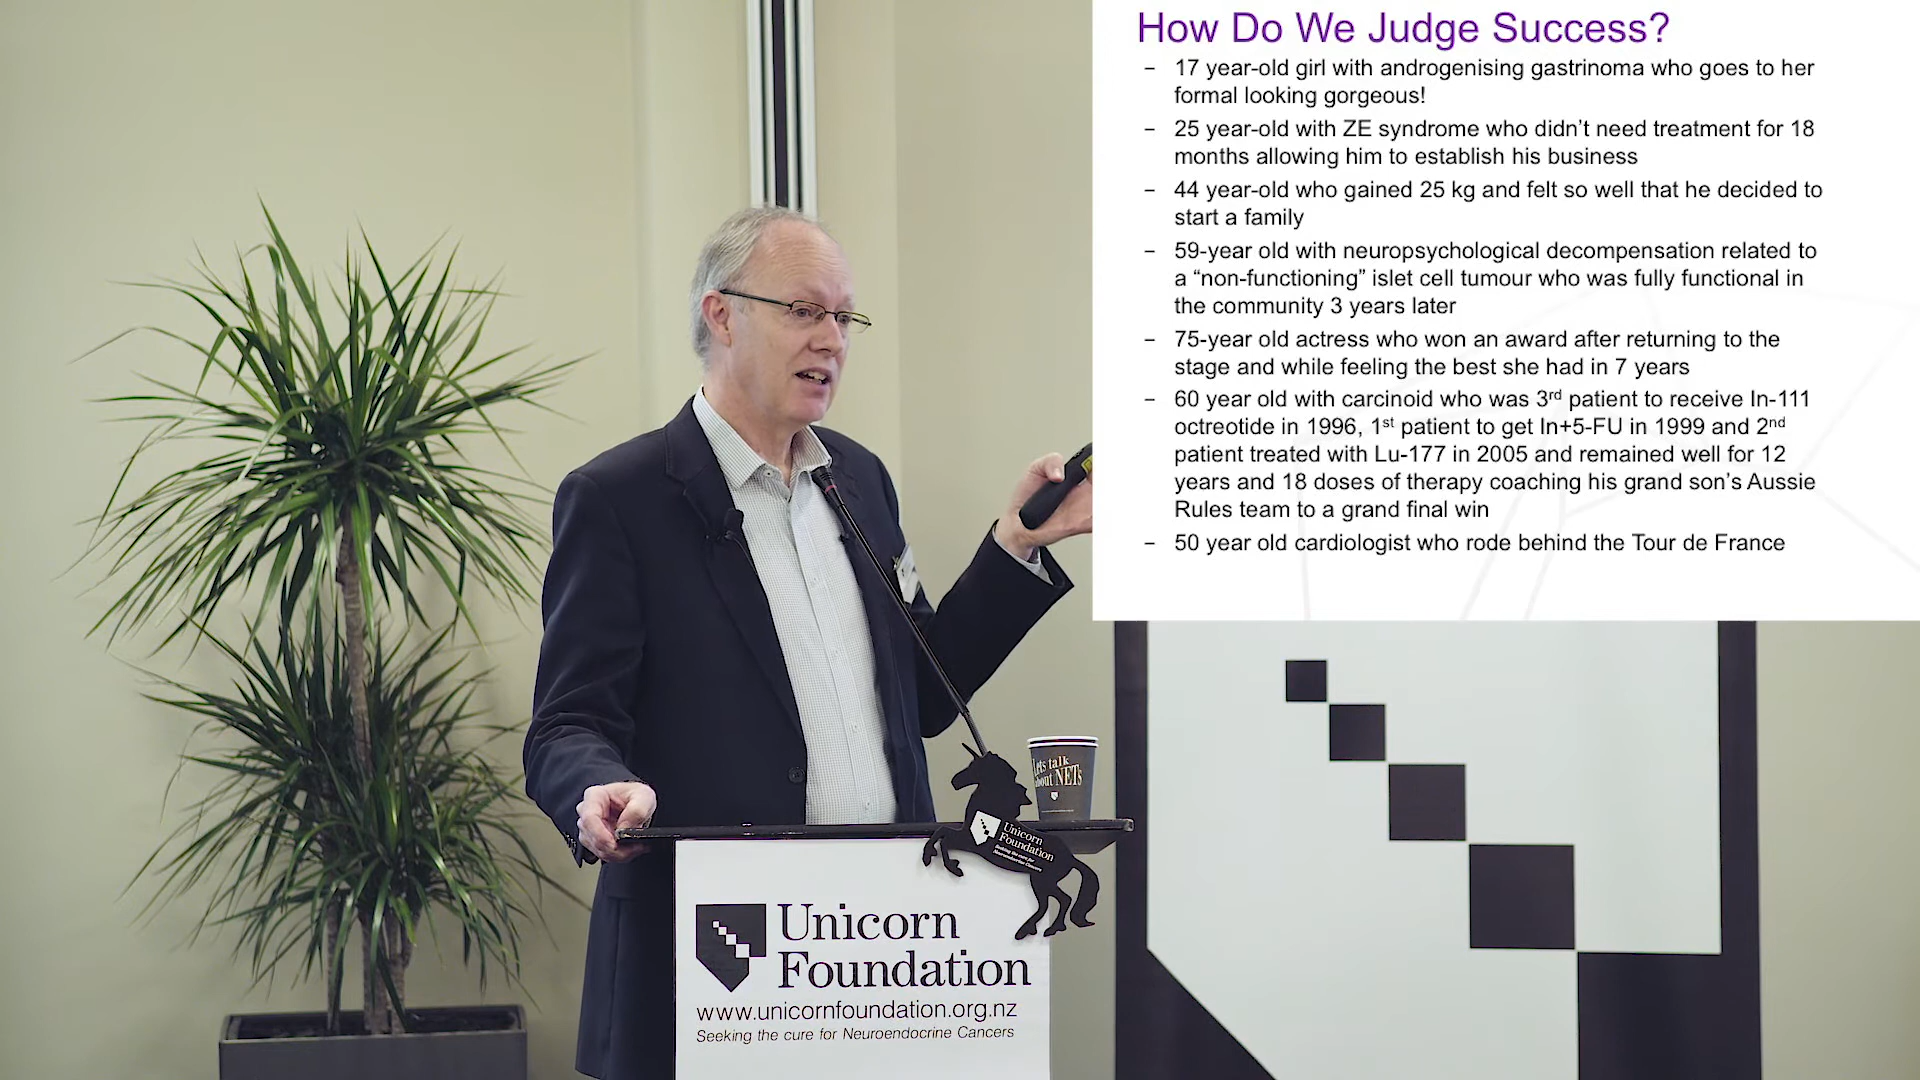 How Do We Judge Success?
– 17 year-old girl with androgenising gastrinoma who goes to her
formal looking gorgeous!
– 25 year-old with ZE syndrome who didn’t need treatment for 18
months allowing him to establish his business
– 44 year-old who gained 25 kg and felt so well that he decided to
start a family
– 59-year old with neuropsychological decompensation related to
a “non-functioning” islet cell tumour who was fully functional in
the community 3 years later
– 75-year old actress who won an award after returning to the
stage and while feeling the best she had in 7 years
– 60 year old with carcinoid who was 3rd patient to receive In-111
octreotide in 1996, 1st patient to get In+5-FU in 1999 and 2nd
patient treated with Lu-177 in 2005 and remained well for 12
years and 18 doses of therapy coaching his grand son’s Aussie
Rules team to a grand final win
– 50 year old cardiologist who rode behind the Tour de France
Lets talk
about NETs
Unicorn
Foundation
Seeking the cure for
Neuroendocrine Cancers
Unicorn
Foundation
www.unicornfoundation.org.nz
Seeking the cure for Neuroendocrine Cancers